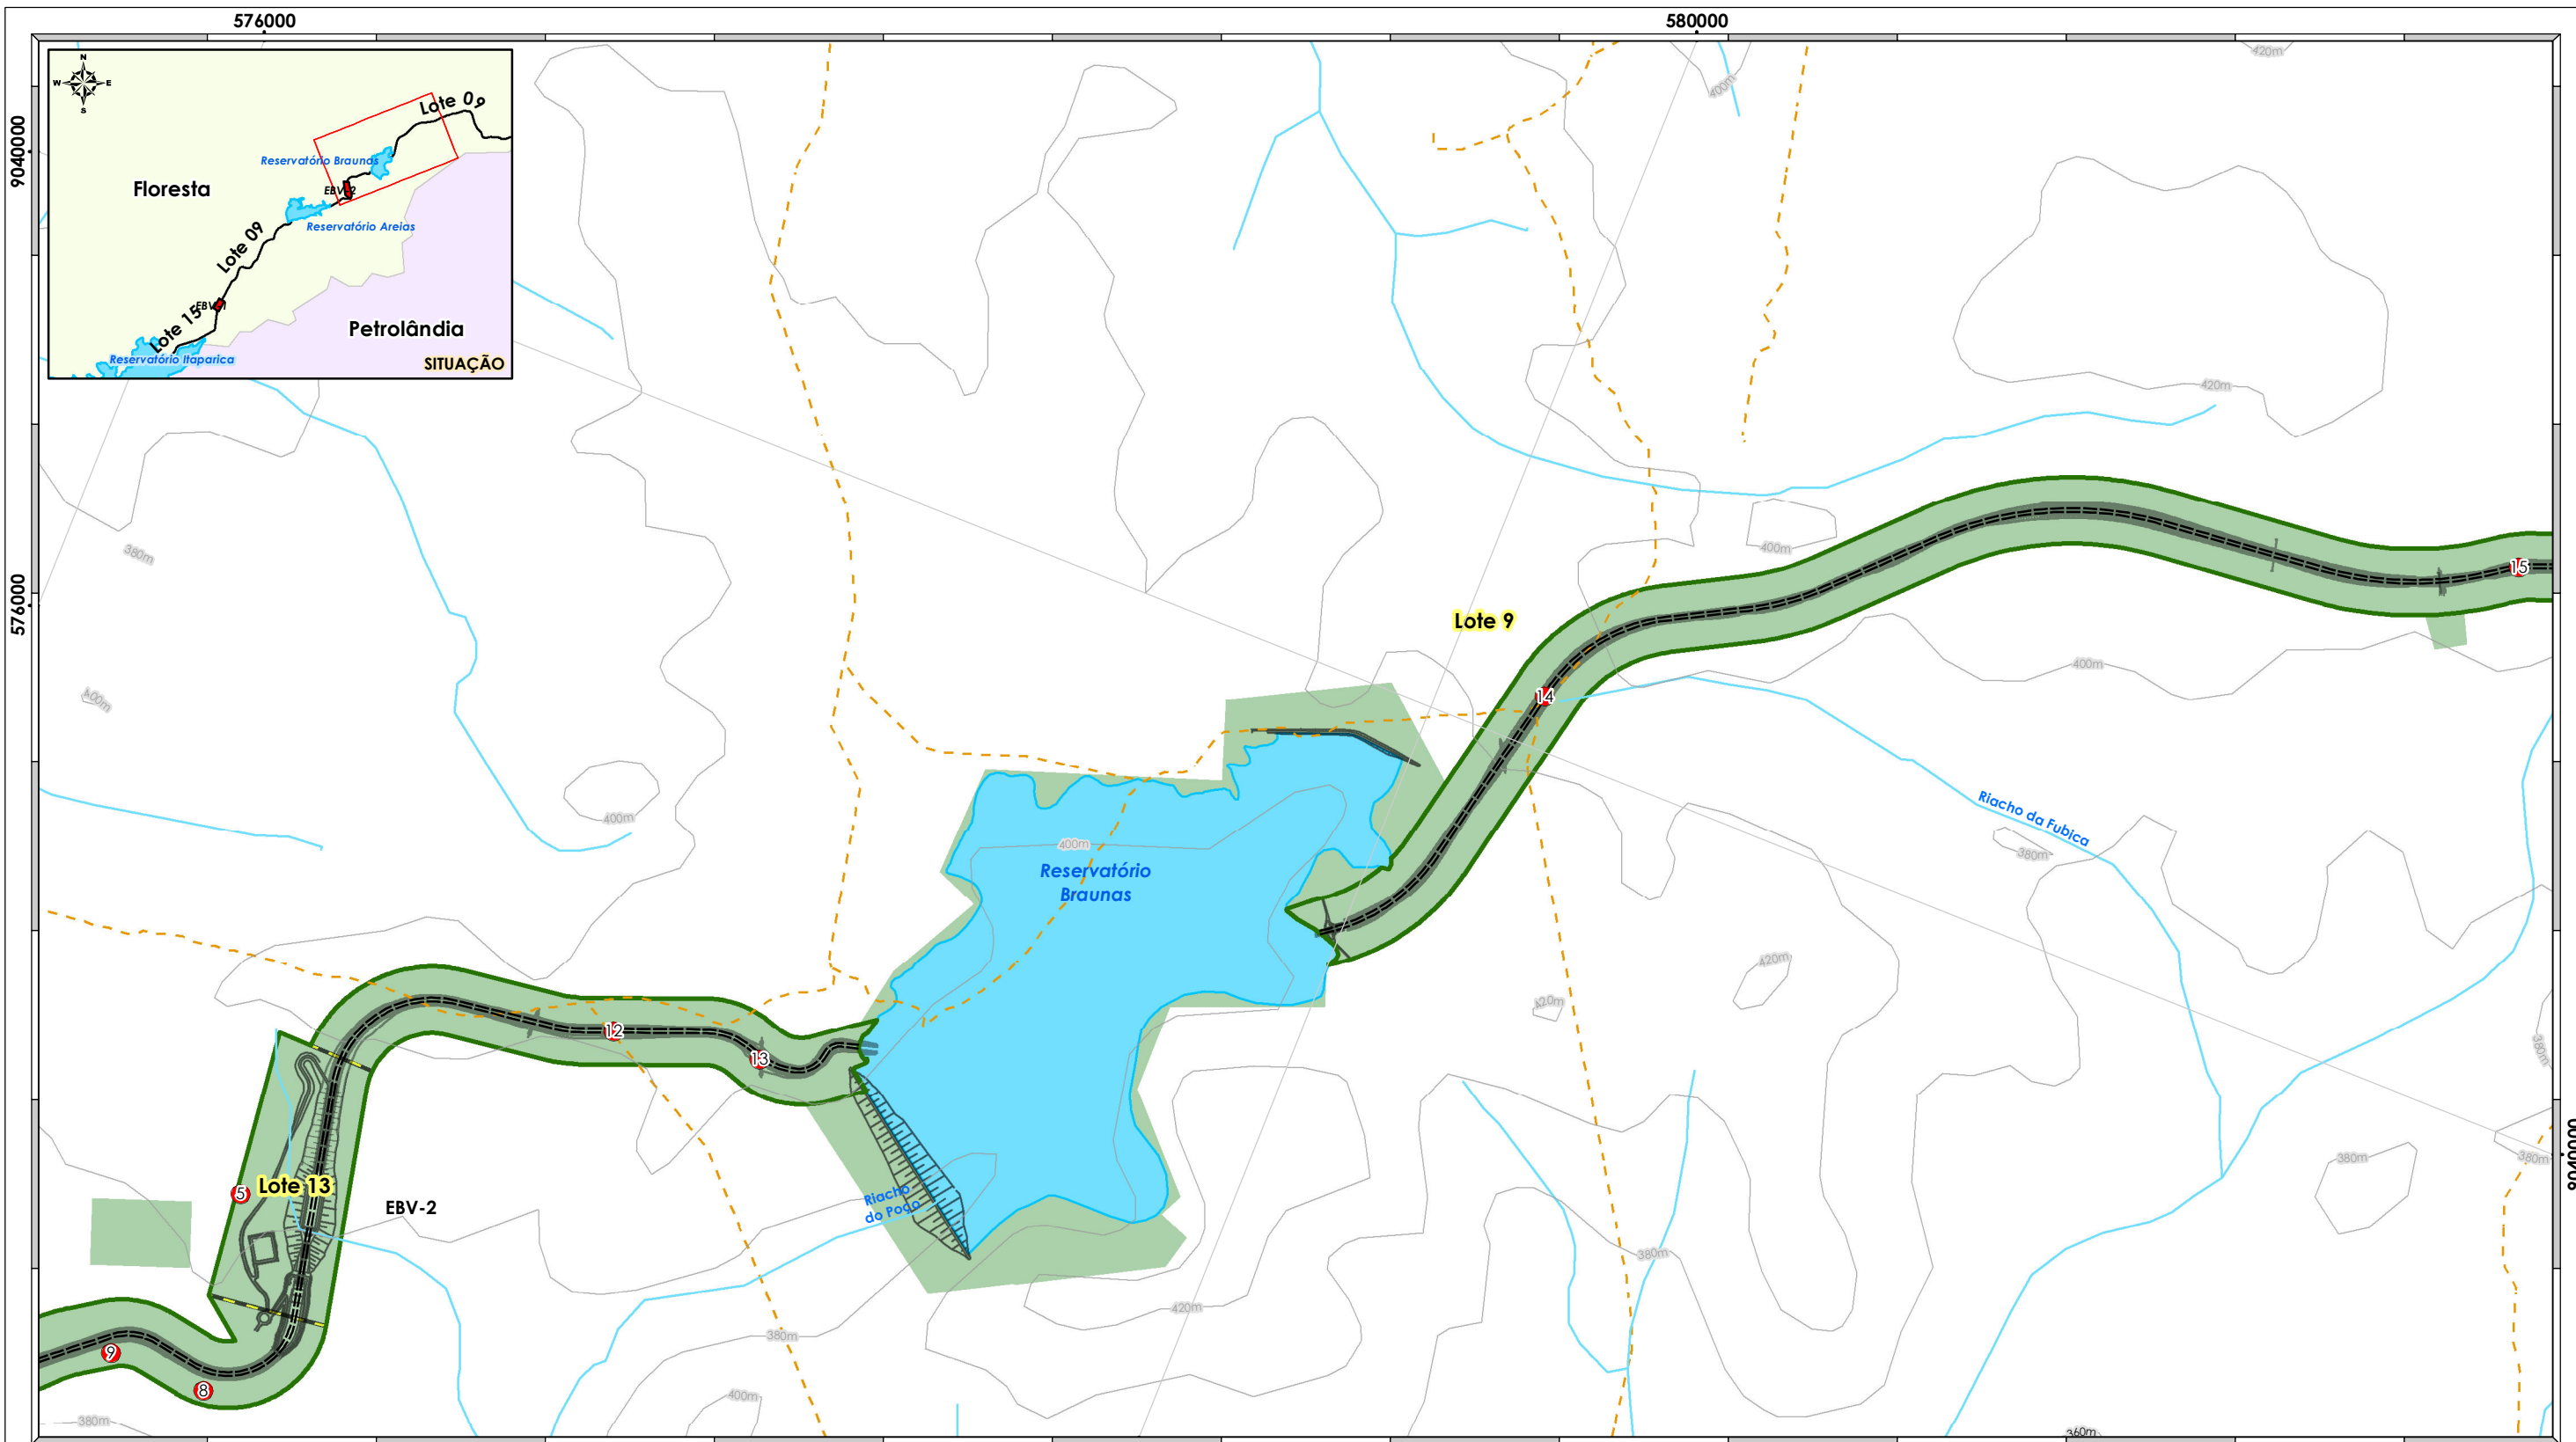 576000
580000
9040000
576000
9040000
N
W
E
S
Lote 09
Reservatório Braunas
Floresta
EBV-2
Reservatório Areias
Lote 09
EBV-1
Lote 15
Petrolândia
Reservatório Itaparica
SITUAÇÃO
420m
400m
420m
380m
400m
15
Lote 9
400m
400m
14
Riacho da Fubica
400m
400m
380m
Reservatório
Braunas
420m
420m
12
13
380m
380m
380m
380m
5
Lote 13
EBV-2
Riacho
do Poço
380m
420m
380m
9
8
400m
380m
360m